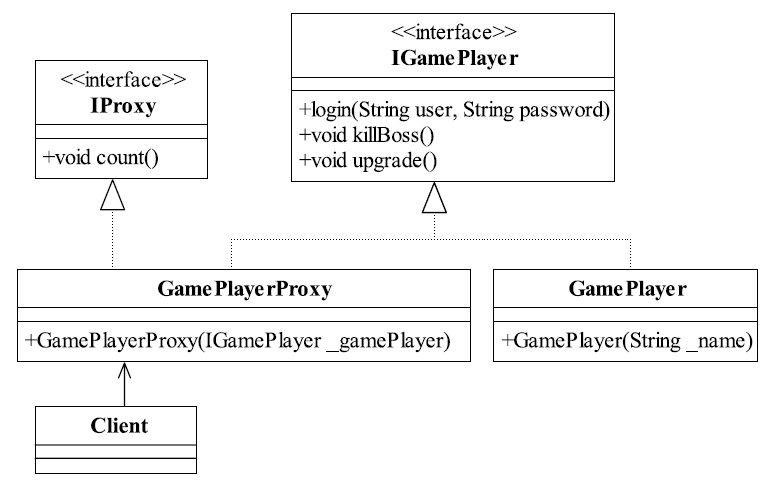 <<interface>>
IProxy
+void count()
<<interface>>
IGamePlayer
+login(String user, String password)
+void killBoss()
+void upgrade()
GamePlayerProxy
+GamePlayerProxy(IGamePlayer _gamePlayer)
GamePlayer
+GamePlayer(String _name)
Client